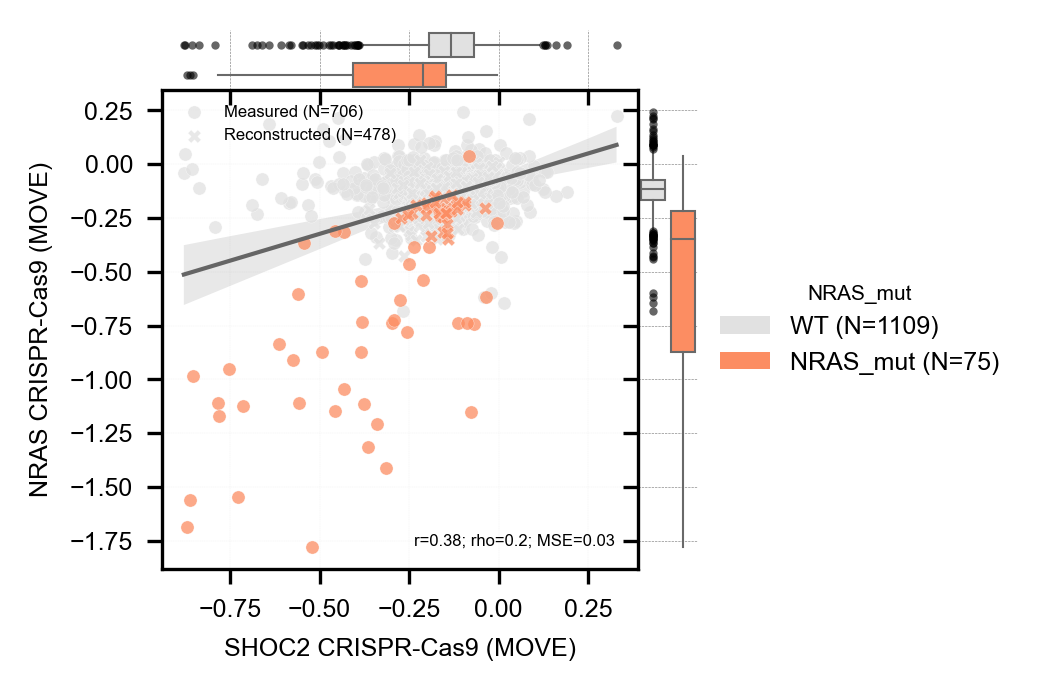 Measured (N=706)
Reconstructed (N=478)
0.25
0.00
−0.25
−0.50
−0.75
−1.00
−1.25
−1.50
−1.75
NRAS CRISPR-Cas9 (MOVE)
r=0.38; rho=0.2; MSE=0.03
−0.75 −0.50 −0.25 0.00 0.25
SHOC2 CRISPR-Cas9 (MOVE)
NRAS_mut
WT (N=1109)
NRAS_mut (N=75)